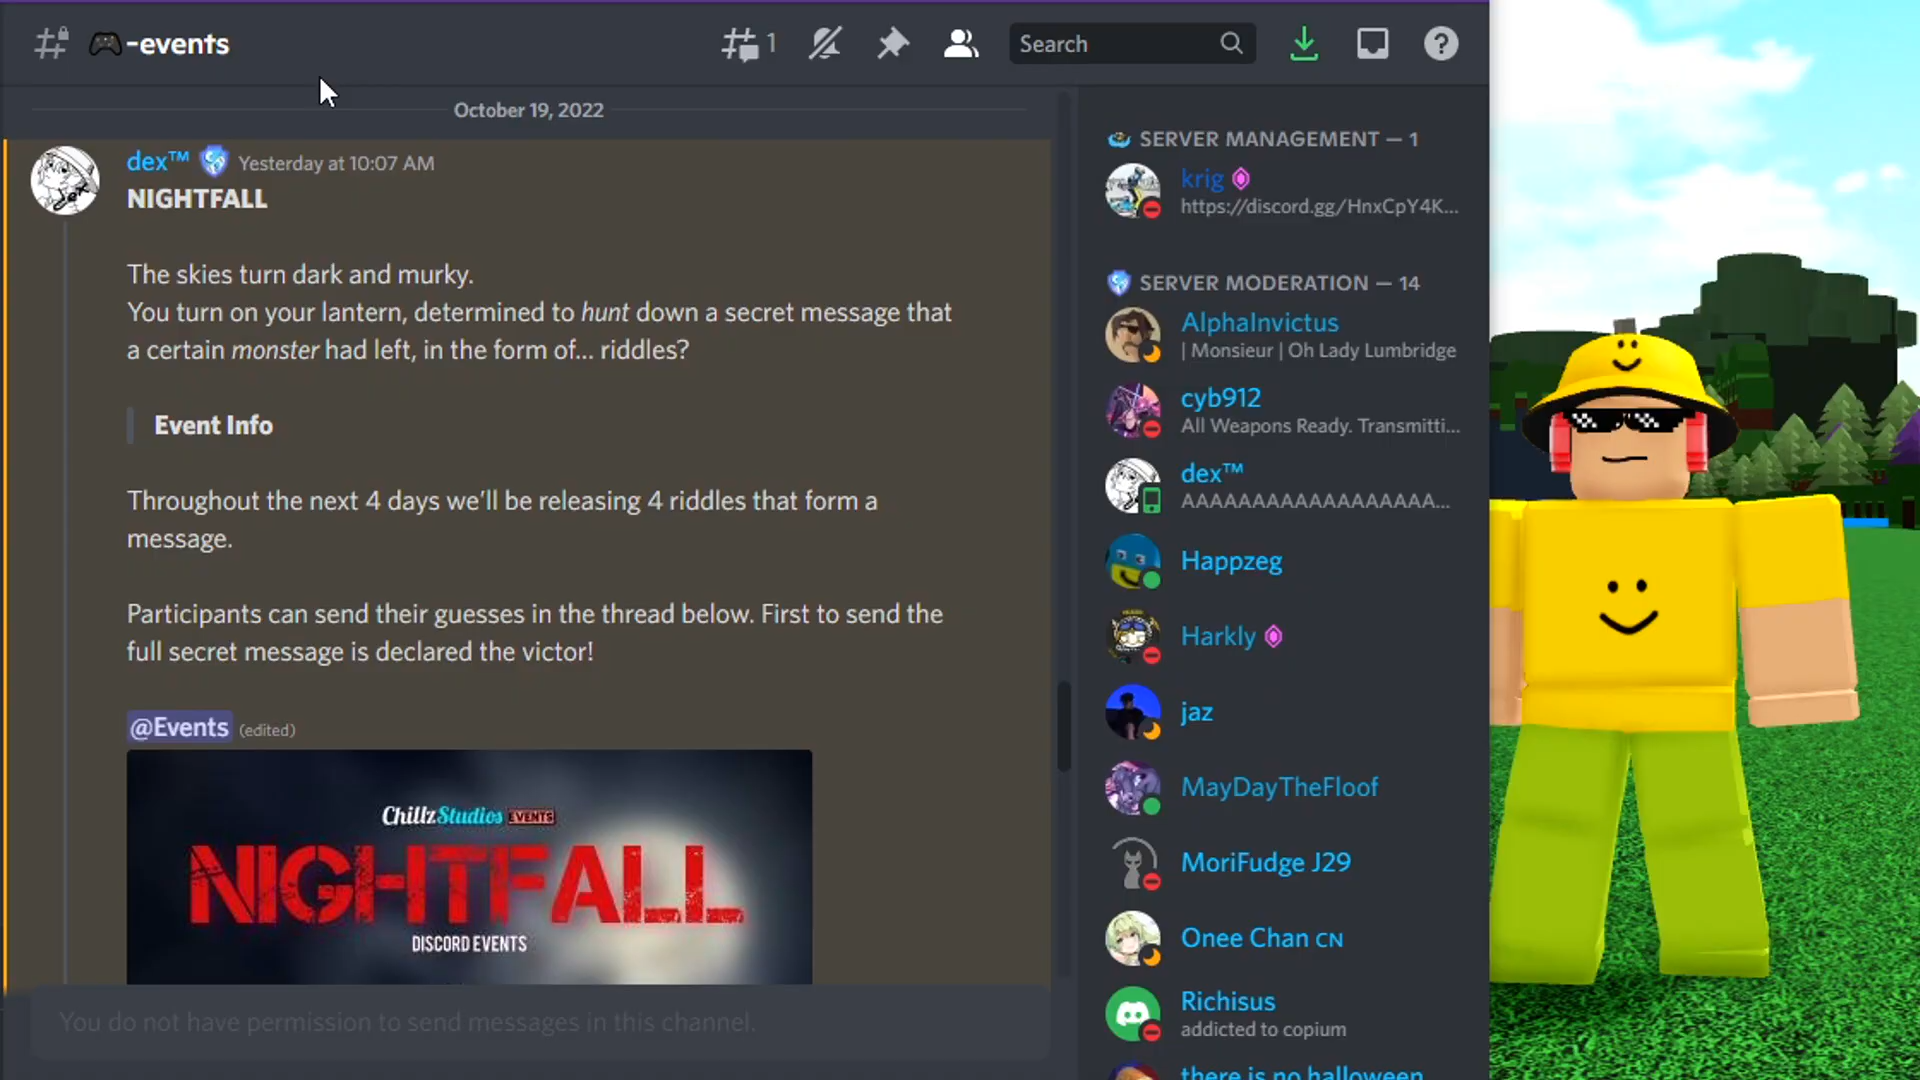 -events
1
Search
October 19, 2022
dex™ Yesterday at 10:07 AM
NIGHTFALL
The skies turn dark and murky.
You turn on your lantern, determined to hunt down a secret message that
a certain monster had left, in the form of... riddles?
Event Info
Throughout the next 4 days we'll be releasing 4 riddles that form a
message.
Participants can send their guesses in the thread below. First to send the
full secret message is declared the victor!
@Events (edited)
ChillzStudios EVENTS
NIGHTFALL
DISCORD EVENTS
You do not have permission to send messages in this channel.
SERVER MANAGEMENT — 1
krig
https://discord.gg/HnxCpY4K...
SERVER MODERATION — 14
AlphaInvictus
| Monsieur | Oh Lady Lumbridge
cyb912
All Weapons Ready. Transmitti...
dex™
AAAAAAAAAAAAAAAAAA...
Happzeg
Harkly
jaz
MayDayTheFloof
MoriFudge J29
Onee Chan CN
Richisus
addicted to copium
there is no halloween